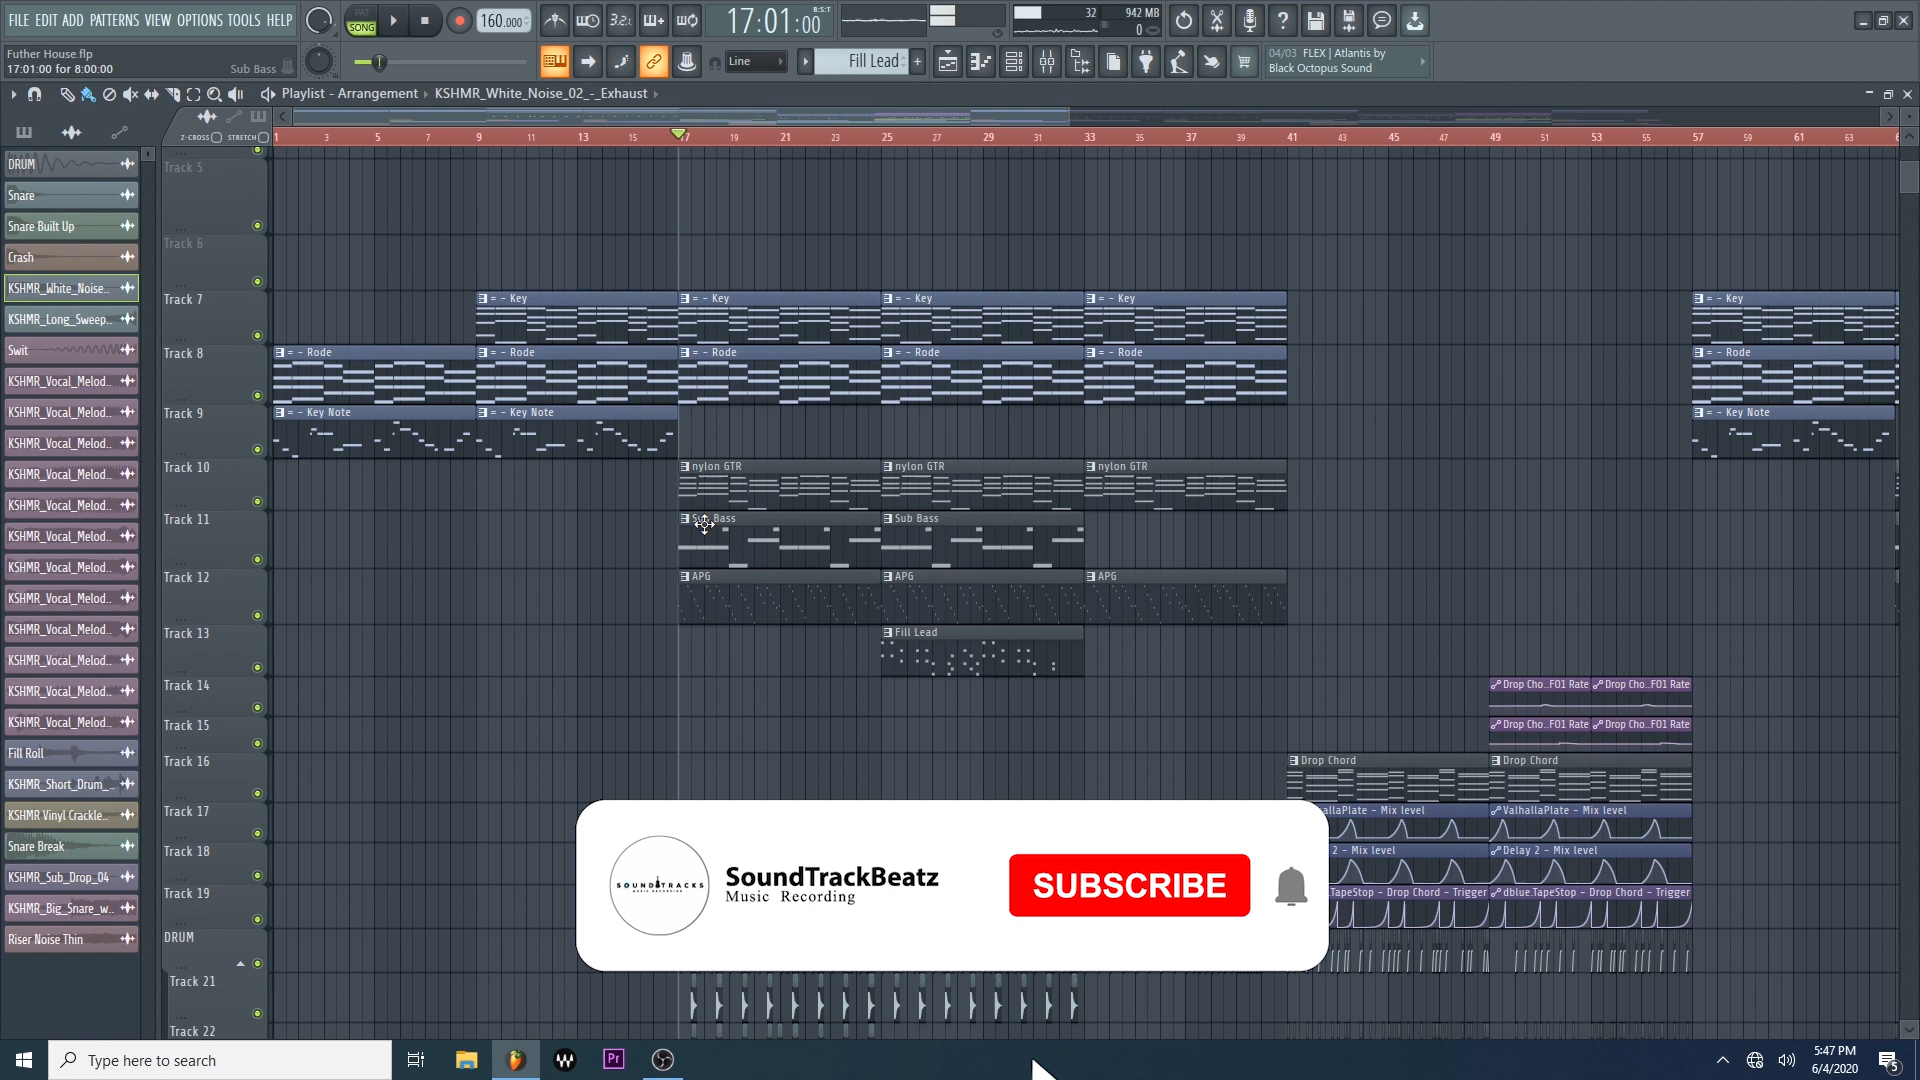 FILE EDIT ADD PATTERNS VIEW OPTIONS TOOLS HELP
PAT
SONG
160.000
3.2
17:01:00
B:S:T
32
942 MB
0
Futher House.flp
17:01:00 for 8:00:00
Sub Bass
Line
Fill Lead
04/03 FLEX | Atlantis by
Black Octopus Sound
Playlist - Arrangement
KSHMR_White_Noise_02_-_Exhaust
Z-CROSS
STRETCH
1 3 5 7 9 11 13 15 17 19 21 23 25 27 29 31 33 35 37 39 41 43 45 47 49 51 53 55 57 59 61 63
DRUM
Snare
Snare Built Up
Crash
KSHMR_White_Noise..
KSHMR_Long_Sweep..
Swit
KSHMR_Vocal_Melod..
KSHMR_Vocal_Melod..
KSHMR_Vocal_Melod..
KSHMR_Vocal_Melod..
KSHMR_Vocal_Melod..
KSHMR_Vocal_Melod..
KSHMR_Vocal_Melod..
KSHMR_Vocal_Melod..
KSHMR_Vocal_Melod..
KSHMR_Vocal_Melod..
KSHMR_Vocal_Melod..
KSHMR_Vocal_Melod..
Fill Roll
KSHMR_Short_Drum_..
KSHMR Vinyl Crackle..
Snare Break
KSHMR_Sub_Drop_04
KSHMR_Big_Snare_w..
Riser Noise Thin
Track 5
Track 6
Track 7
= - Key
= - Key
= - Key
= - Key
= - Key
Track 8
= - Rode
= - Rode
= - Rode
= - Rode
= - Rode
= - Rode
Track 9
= - Key Note
= - Key Note
= - Key Note
Track 10
nylon GTR
nylon GTR
nylon GTR
Track 11
Sub Bass
Sub Bass
Track 12
APG
APG
APG
Track 13
Fill Lead
Track 14
Drop Cho..FO1 Rate
Drop Cho..FO1 Rate
Track 15
Drop Cho..FO1 Rate
Drop Cho..FO1 Rate
Track 16
Drop Chord
Drop Chord
Track 17
allaPlate - Mix level
ValhallaPlate - Mix level
Track 18
2 - Mix level
Delay 2 - Mix level
Track 19
TapeStop - Drop Chord - Trigger
dblue.TapeStop - Drop Chord - Trigger
DRUM
Track 21
Track 22
SOUNDTRACKS
MUSIC RECORDING
SoundTrackBeatz
Music Recording
SUBSCRIBE
Type here to search
Pr
5:47 PM
6/4/2020
5